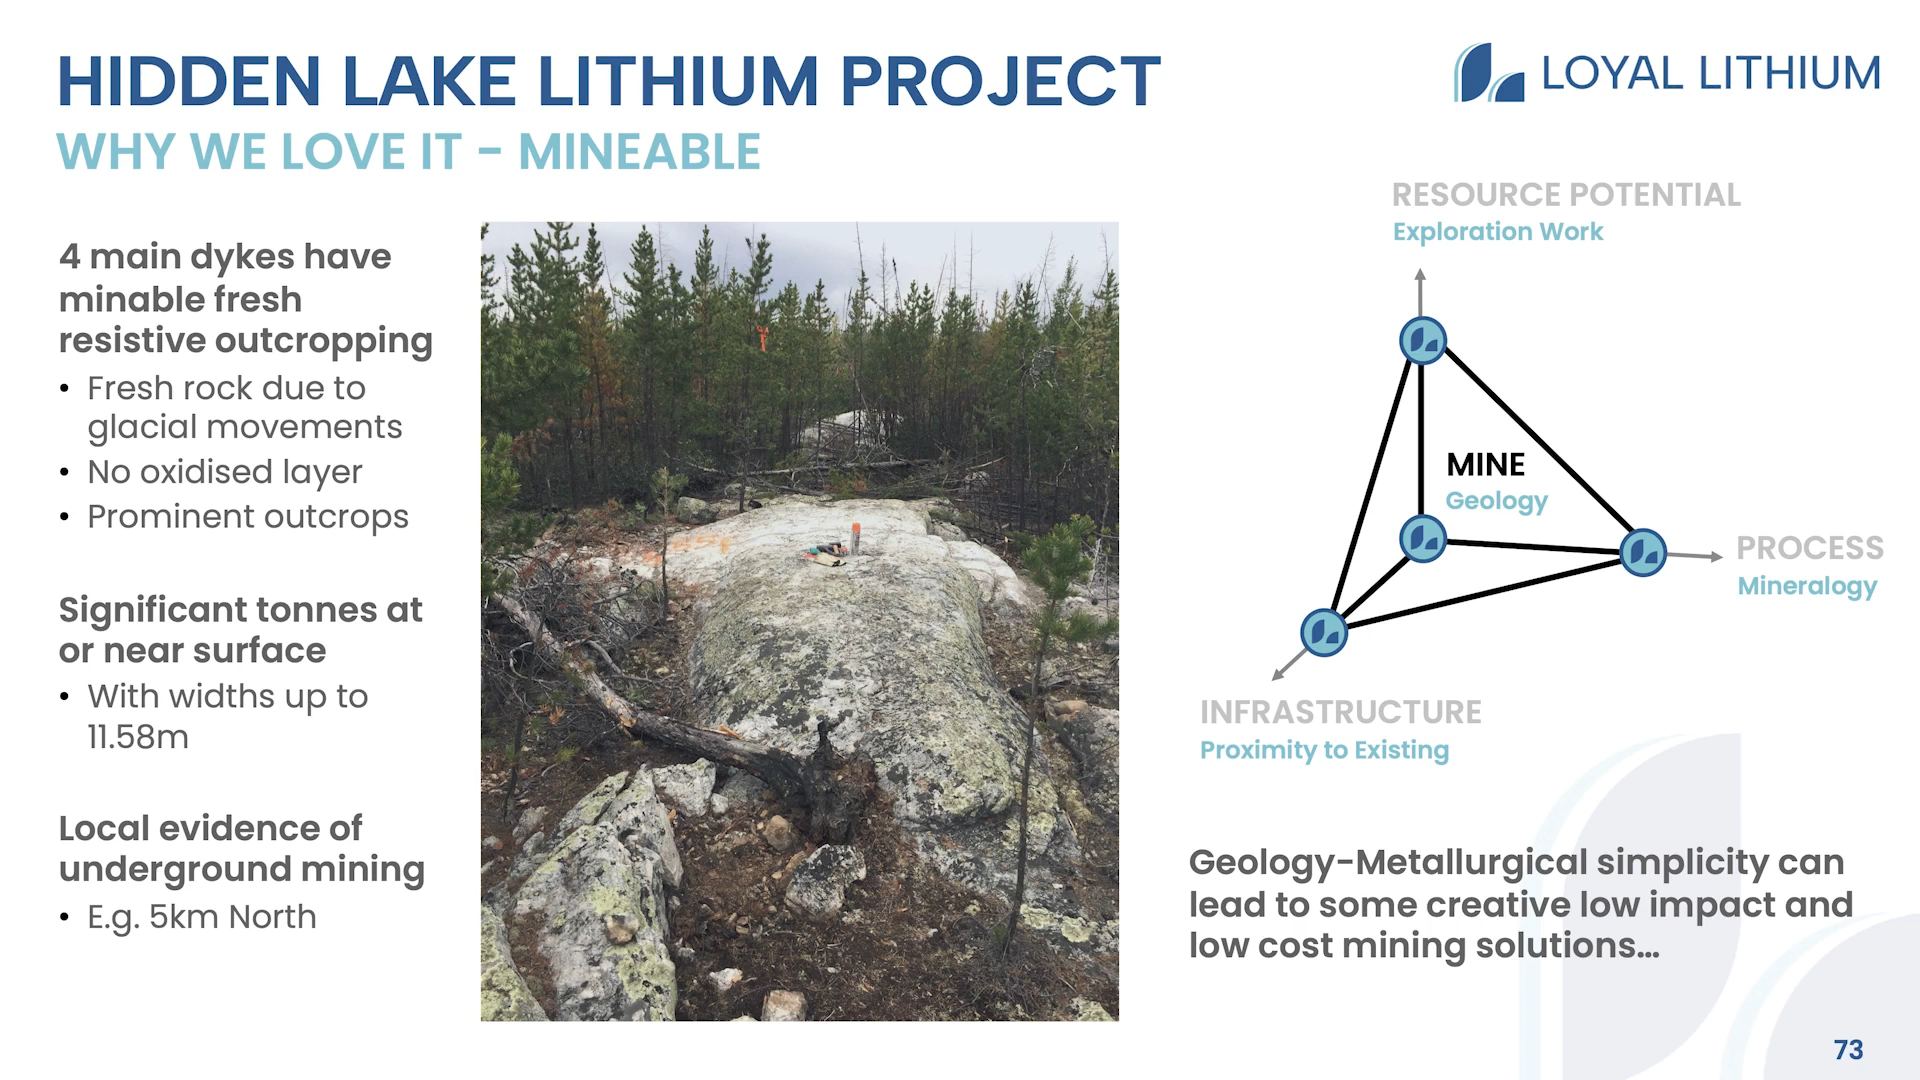 HIDDEN LAKE LITHIUM PROJECT
WHY WE LOVE IT - MINEABLE
LOYAL LITHIUM
4 main dykes have
minable fresh
resistive outcropping
• Fresh rock due to
glacial movements
• No oxidised layer
• Prominent outcrops
Significant tonnes at
or near surface
• With widths up to
11.58m
Local evidence of
underground mining
• E.g. 5km North
RESOURCE POTENTIAL
Exploration Work
MINE
Geology
PROCESS
Mineralogy
INFRASTRUCTURE
Proximity to Existing
Geology-Metallurgical simplicity can
lead to some creative low impact and
low cost mining solutions...
73